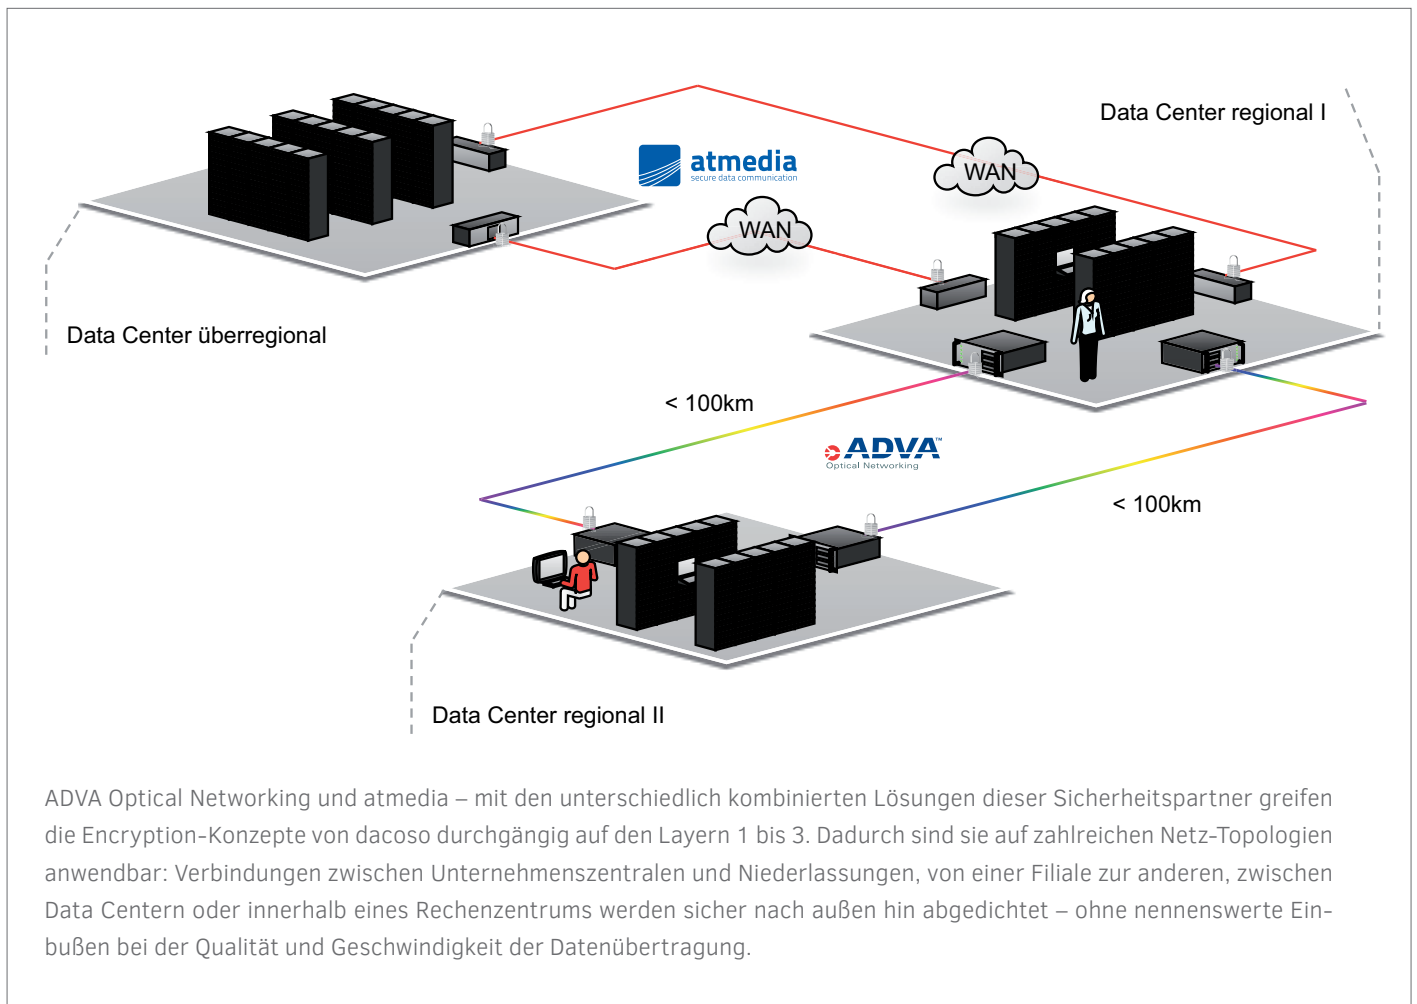 Data Center regional I
atmedia
secure data communication
WAN
WAN
Data Center überregional
< 100km
ADVA™
Optical Networking
< 100km
Data Center regional II
ADVA Optical Networking und atmedia – mit den unterschiedlich kombinierten Lösungen dieser Sicherheitspartner greifen
die Encryption-Konzepte von dacoso durchgängig auf den Layern 1 bis 3. Dadurch sind sie auf zahlreichen Netz-Topologien
anwendbar: Verbindungen zwischen Unternehmenszentralen und Niederlassungen, von einer Filiale zur anderen, zwischen
Data Centern oder innerhalb eines Rechenzentrums werden sicher nach außen hin abgedichtet – ohne nennenswerte Ein-
bußen bei der Qualität und Geschwindigkeit der Datenübertragung.